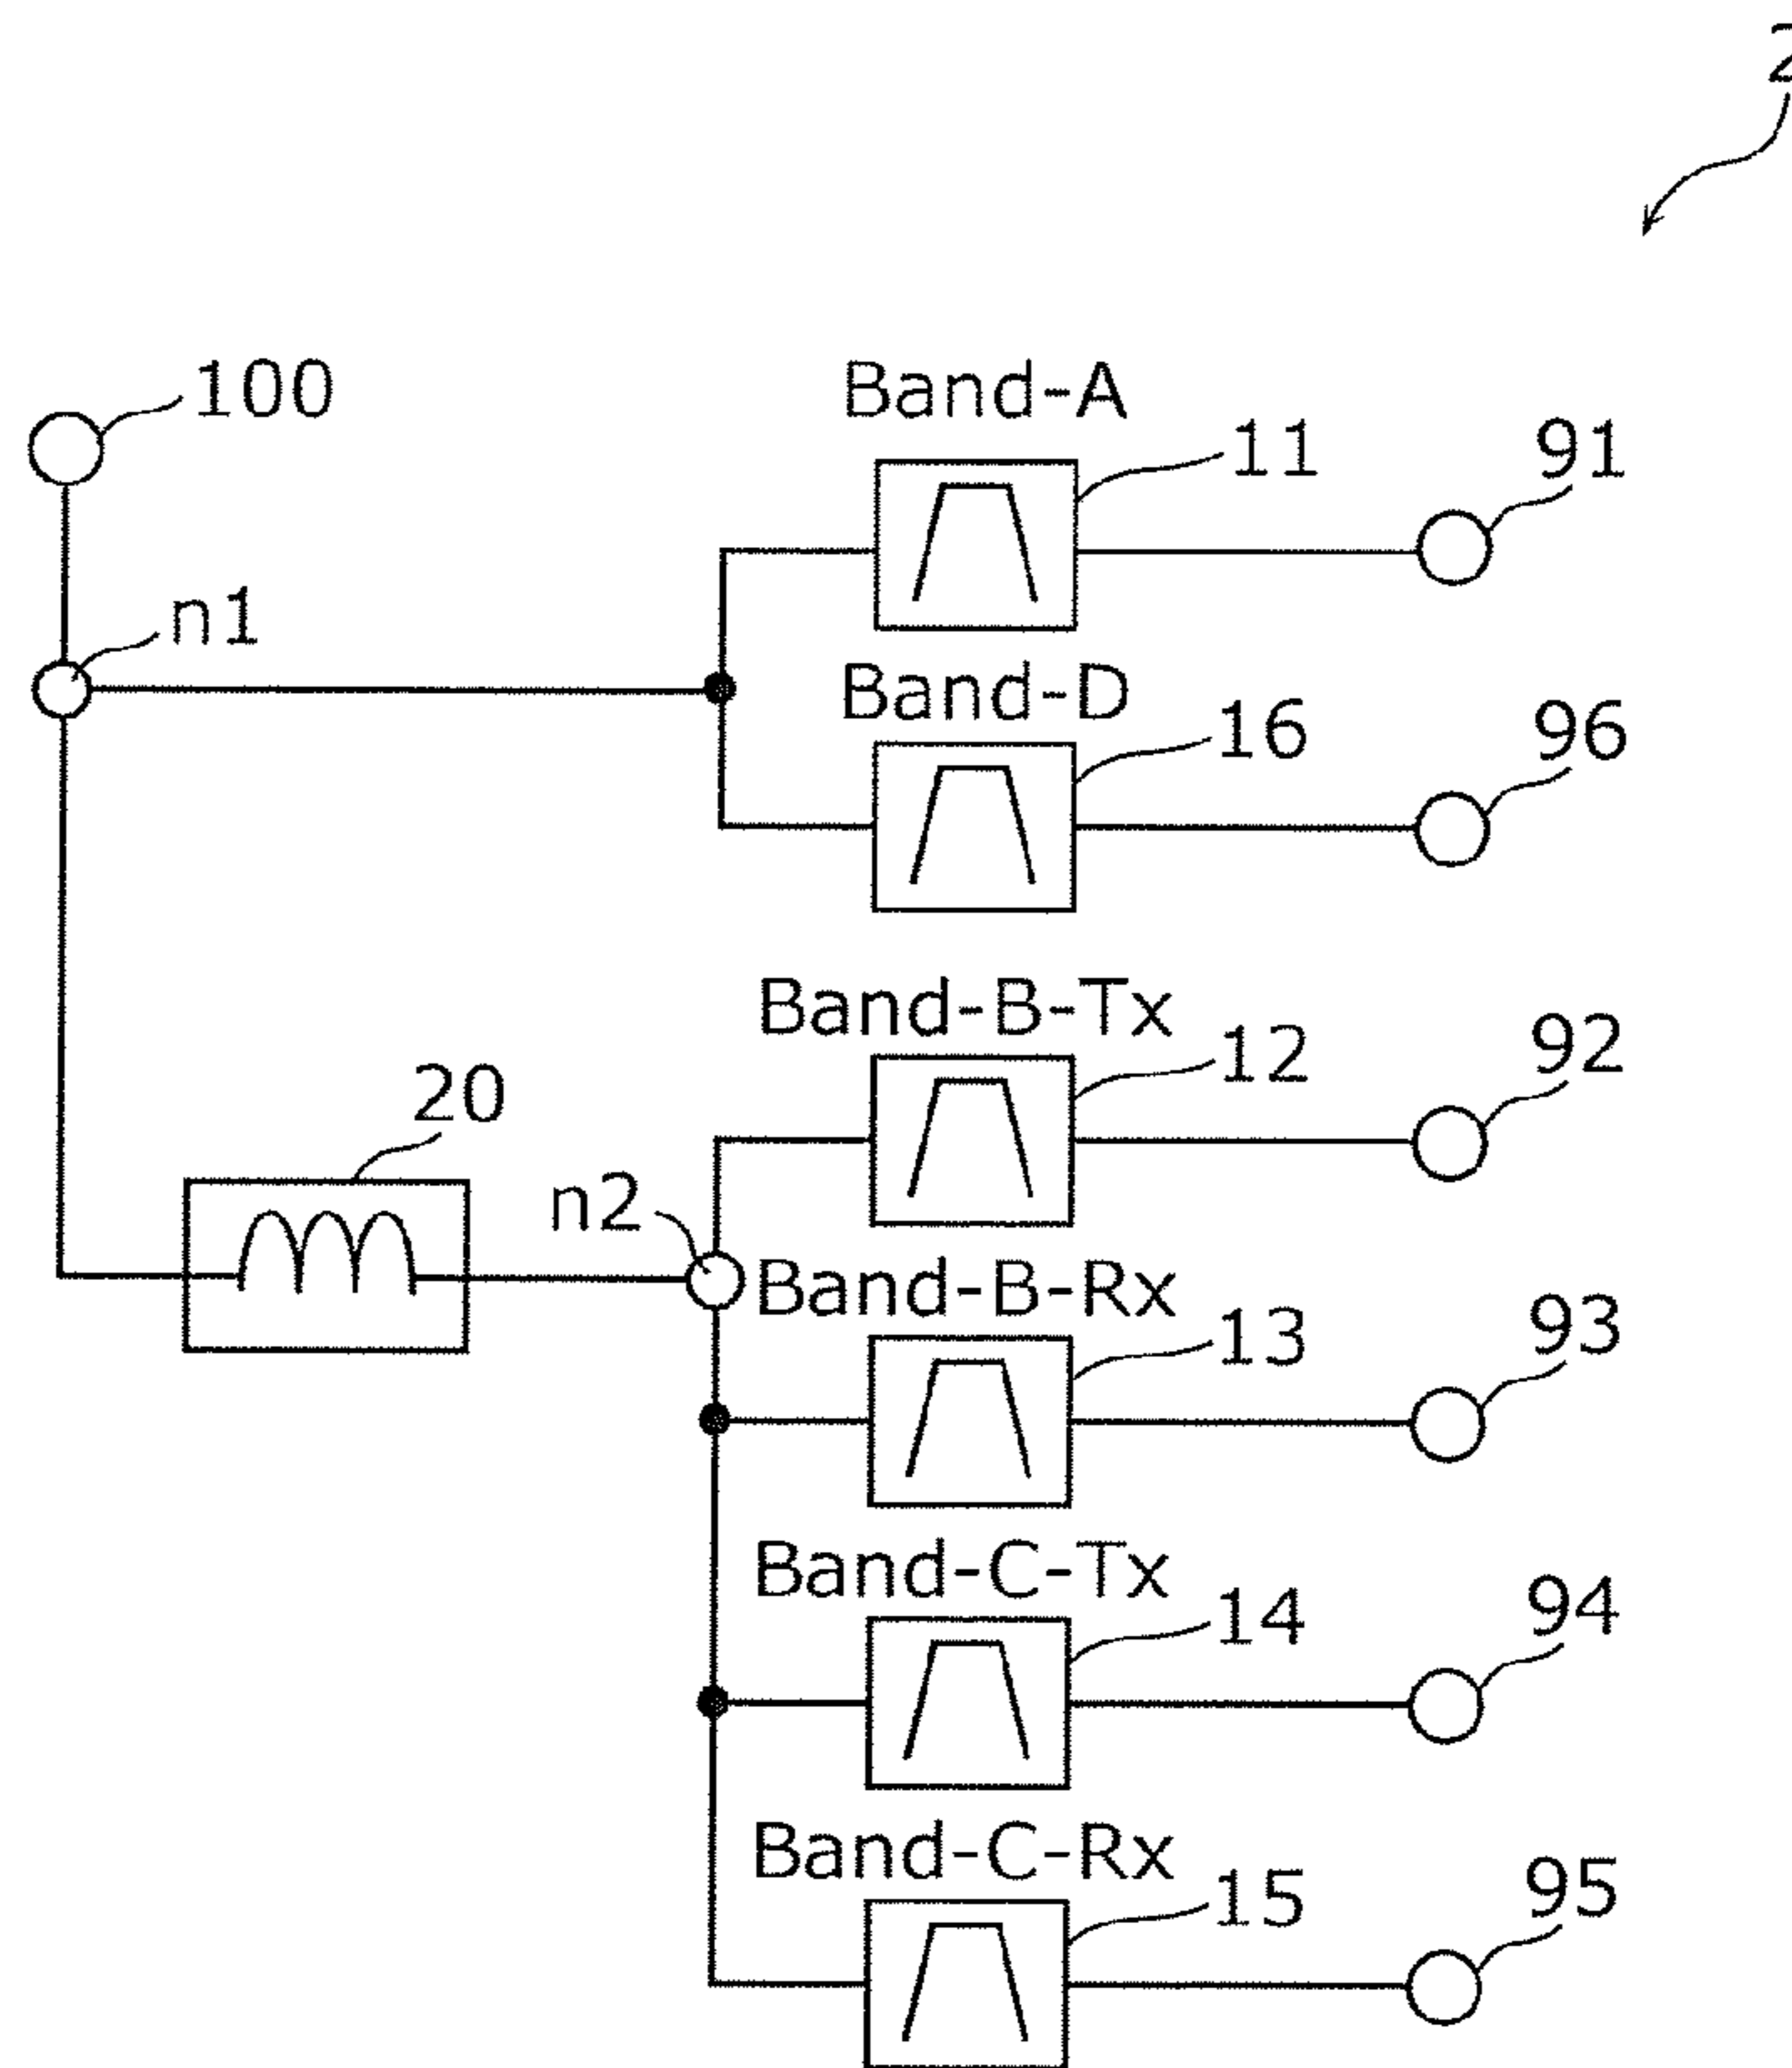 2
100
Band-A
11
91
n1
Band-D
16
96
Band-B-Tx
12
92
20
n2
Band-B-Rx
13
93
Band-C-Tx
14
94
Band-C-Rx
15
95